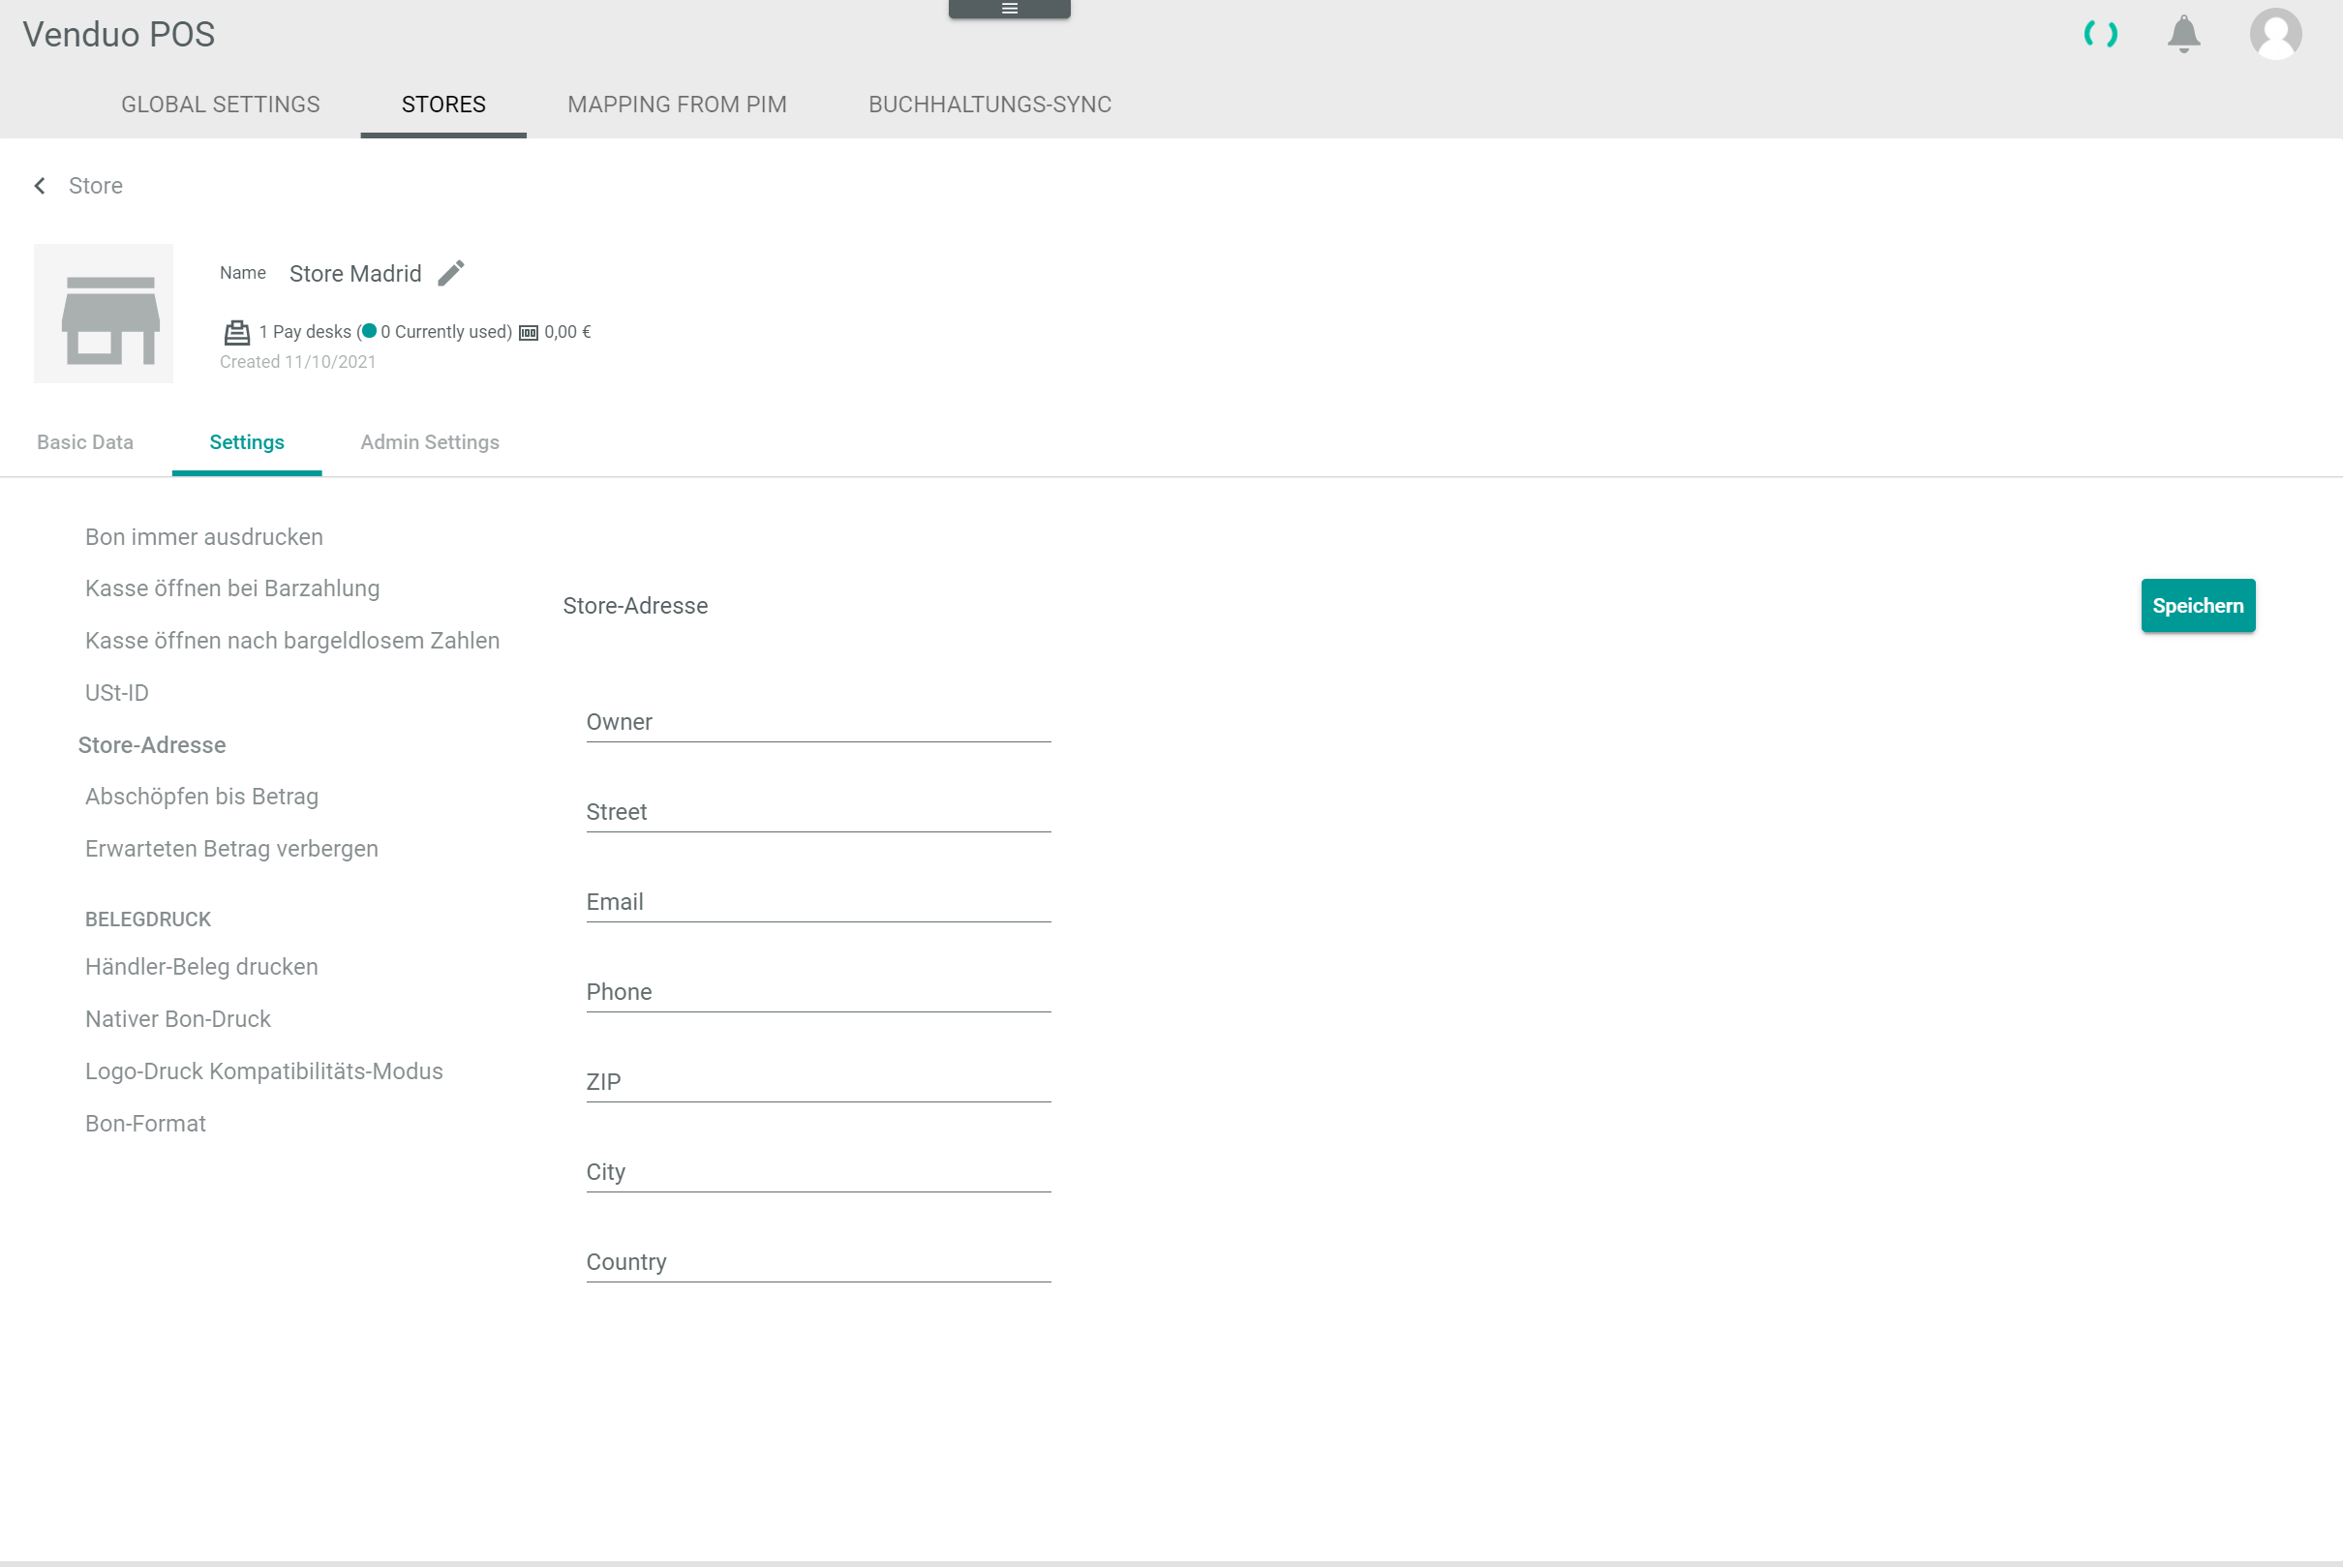 Venduo POS
GLOBAL SETTINGS STORES MAPPING FROM PIM BUCHHALTUNGS-SYNC
Store
Name Store Madrid
1 Pay desks (0 Currently used) 0,00 €
Created 11/10/2021
Basic Data Settings Admin Settings
Bon immer ausdrucken
Kasse öffnen bei Barzahlung
Kasse öffnen nach bargeldlosem Zahlen
USt-ID
Store-Adresse
Abschöpfen bis Betrag
Erwarteten Betrag verbergen
BELEGDRUCK
Händler-Beleg drucken
Nativer Bon-Druck
Logo-Druck Kompatibilitäts-Modus
Bon-Format
Store-Adresse
Speichern
Owner
Street
Email
Phone
ZIP
City
Country